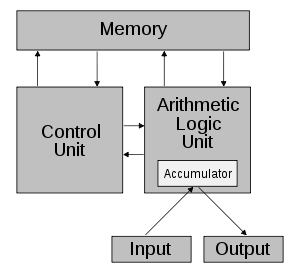 Memory
Control
Unit
Arithmetic
Logic
Unit
Accumulator
Input
Output